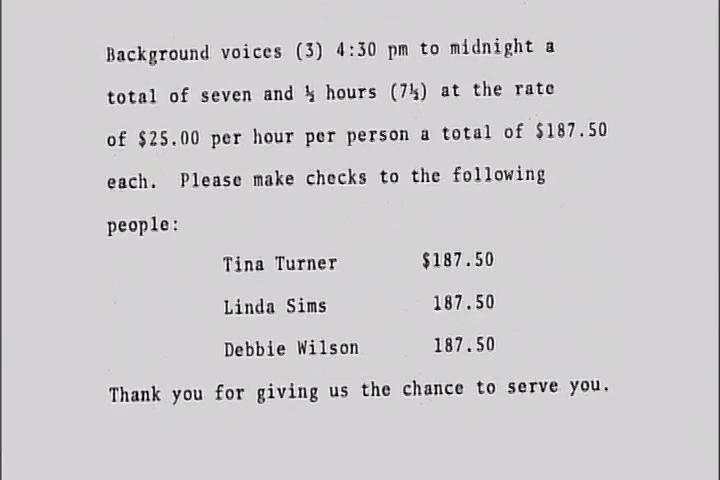 Background voices (3) 4:30 pm to midnight a
total of seven and ½ hours (7½) at the rate
of $25.00 per hour per person a total of $187.50
each. Please make checks to the following
people:
Tina Turner $187.50
Linda Sims 187.50
Debbie Wilson 187.50
Thank you for giving us the chance to serve you.